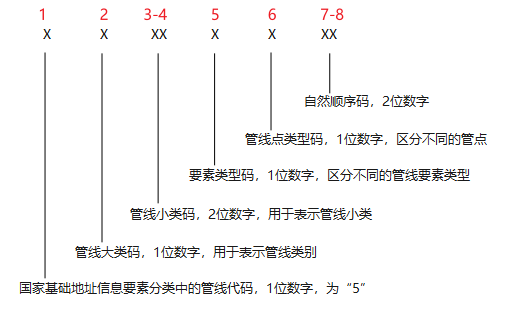 1 2 3-4 5 6 7-8
X X XX X X XX
自然顺序码，2位数字
管线点类型码，1位数字，区分不同的管点
要素类型码，1位数字，区分不同的管线要素类型
管线小类码，2位数字，用于表示管线小类
管线大类码，1位数字，用于表示管线类别
国家基础地址信息要素分类中的管线代码，1位数字，为“5”